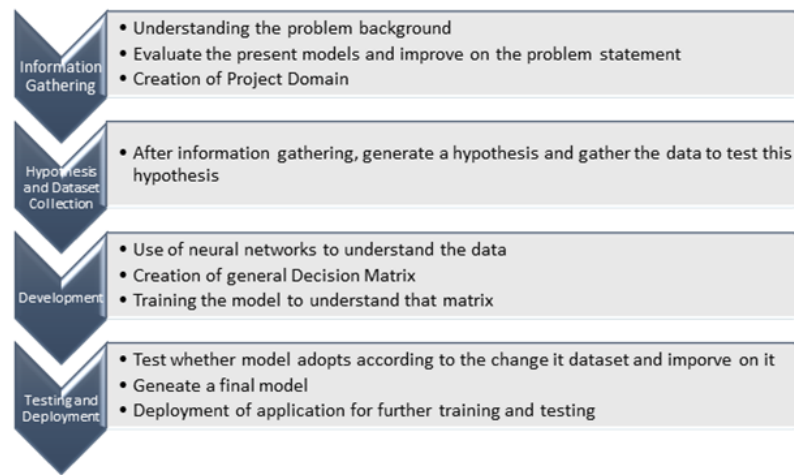 Information
Gathering
• Understanding the problem background
• Evaluate the present models and improve on the problem statement
• Creation of Project Domain
Hypothesis
and Dataset
Collection
• After information gathering, generate a hypothesis and gather the data to test this
hypothesis
Development
• Use of neural networks to understand the data
• Creation of general Decision Matrix
• Training the model to understand that matrix
Testing and
Deployment
• Test whether model adopts according to the change it dataset and imporve on it
• Geneate a final model
• Deployment of application for further training and testing